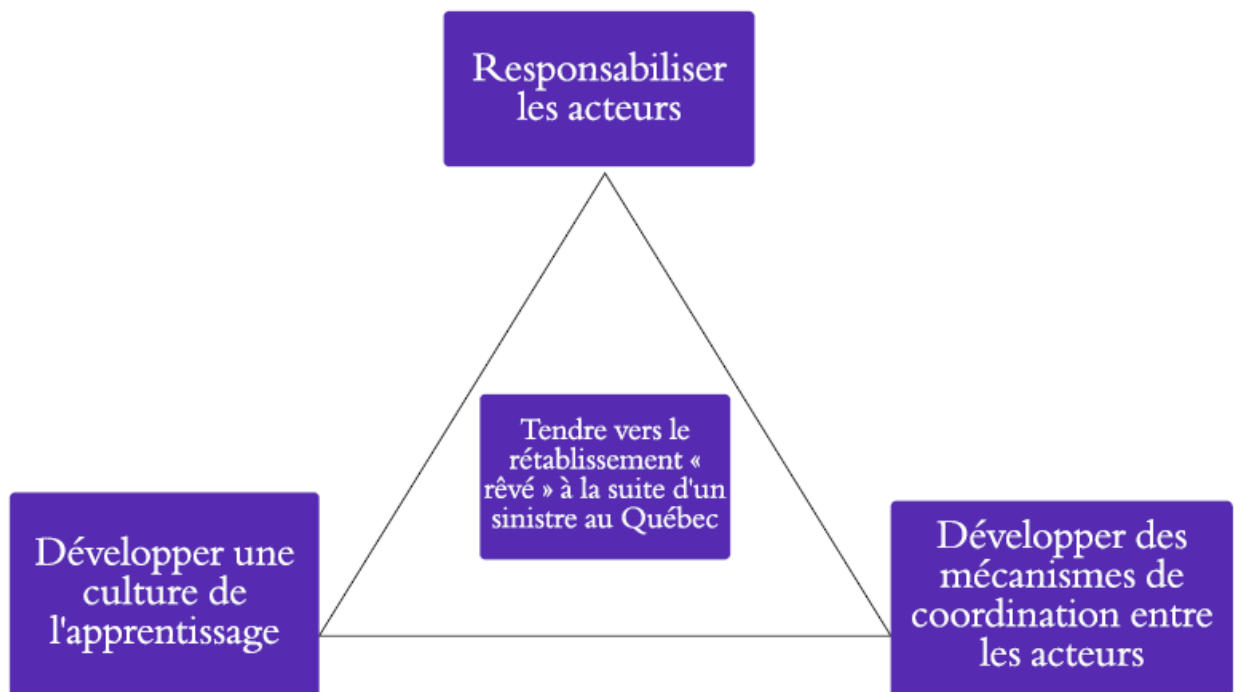 Responsabiliser
les acteurs
Tendre vers le
rétablissement «
rêvé » à la suite d'un
sinistre au Québec
Développer une
culture de
l'apprentissage
Développer des
mécanismes de
coordination entre
les acteurs